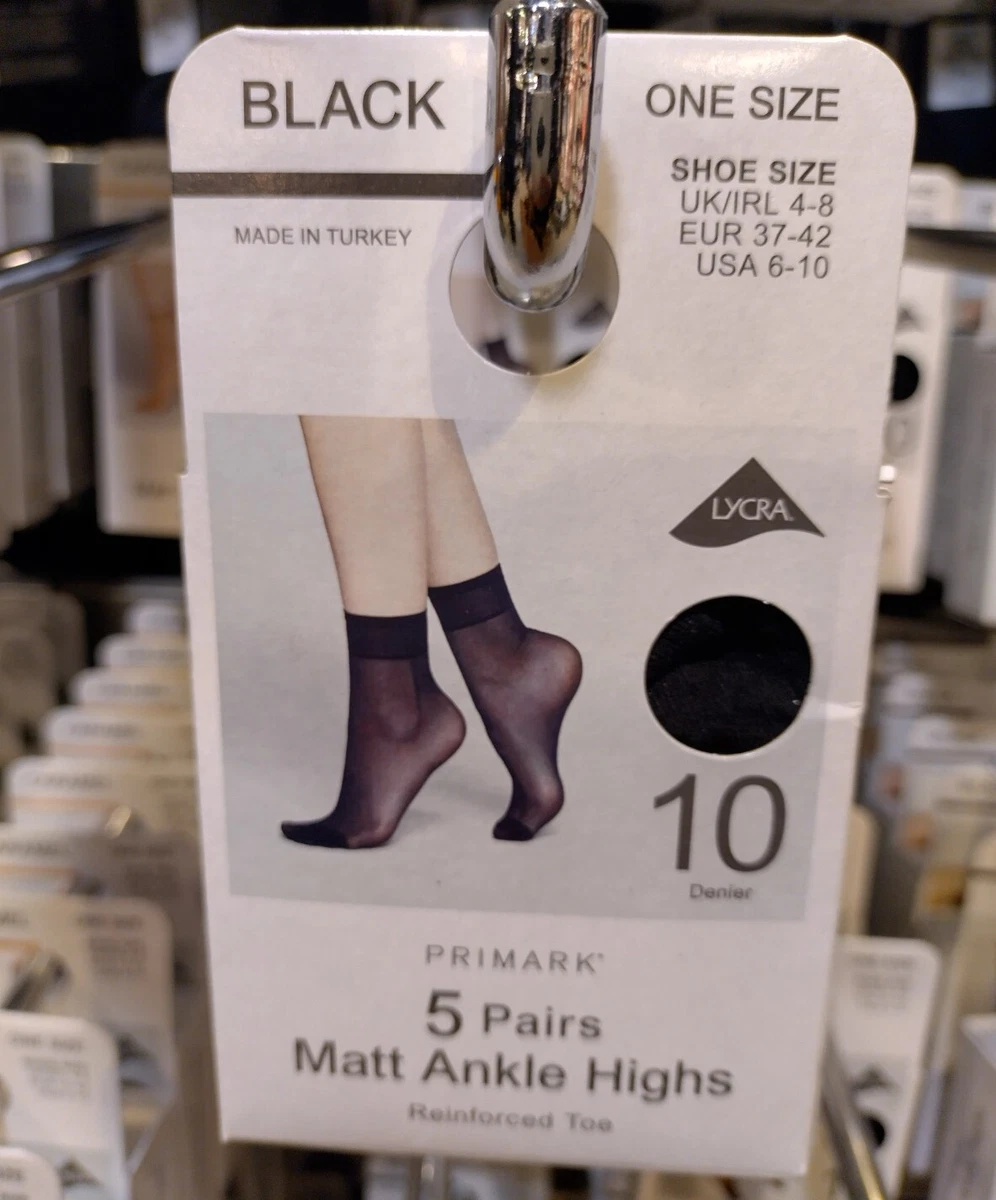 BLACK
MADE IN TURKEY
ONE SIZE
SHOE SIZE
UK/IRL 4-8
EUR 37-42
USA 6-10
LYCRA
10
Denier
PRIMARK®
5 Pairs
Matt Ankle Highs
Reinforced Toe